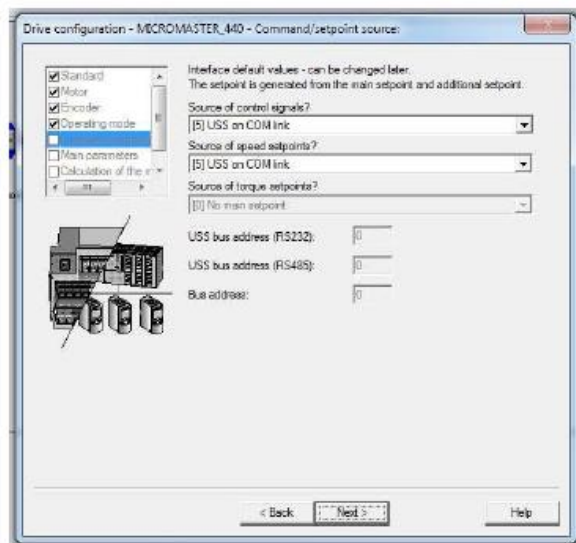 Drive configuration - MICROMASTER_440 - Command/setpoint source:
Standard
Motor
Encoder
Operating mode
Main parameters
Calculation of the m
Interface default values - can be changed later.
The setpoint is generated from the main setpoint and additional setpoint.
Source of control signals?
[5] USS on COM link
Source of speed setpoints?
[5] USS on COM link
Source of torque setpoints?
[0] No main setpoint
USS bus address (RS232):
0
USS bus address (RS485):
0
Bus address:
0
< Back
Next >
Help